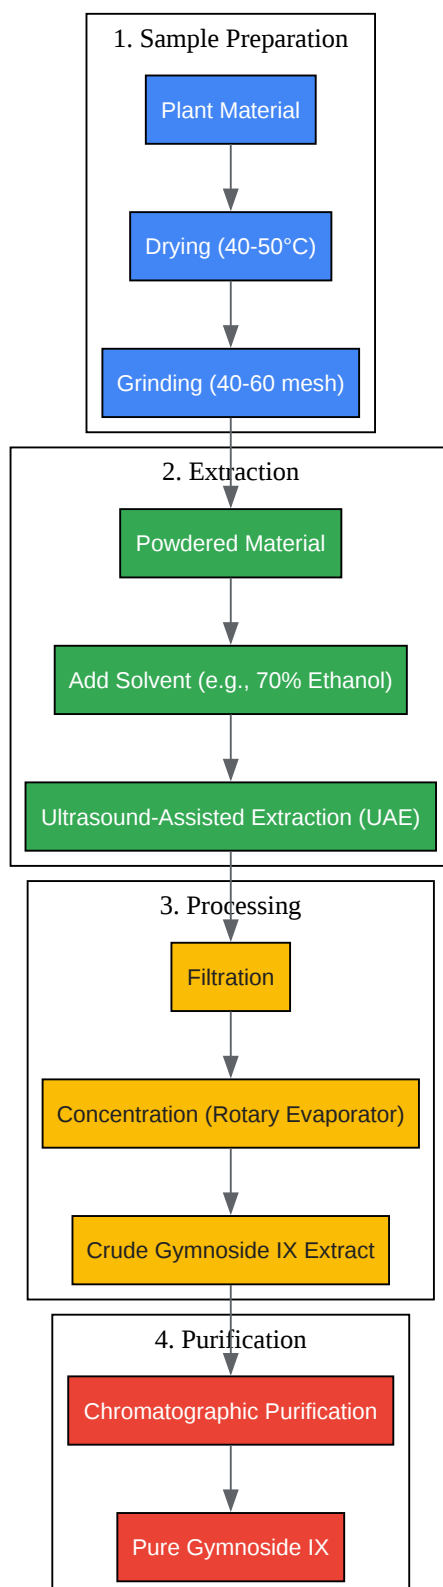 1. Sample Preparation
Plant Material
Drying (40-50°C)
Grinding (40-60 mesh)
2. Extraction
Powdered Material
Add Solvent (e.g., 70% Ethanol)
Ultrasound-Assisted Extraction (UAE)
3. Processing
Filtration
Concentration (Rotary Evaporator)
Crude Gymnoside IX Extract
4. Purification
Chromatographic Purification
Pure Gymnoside IX